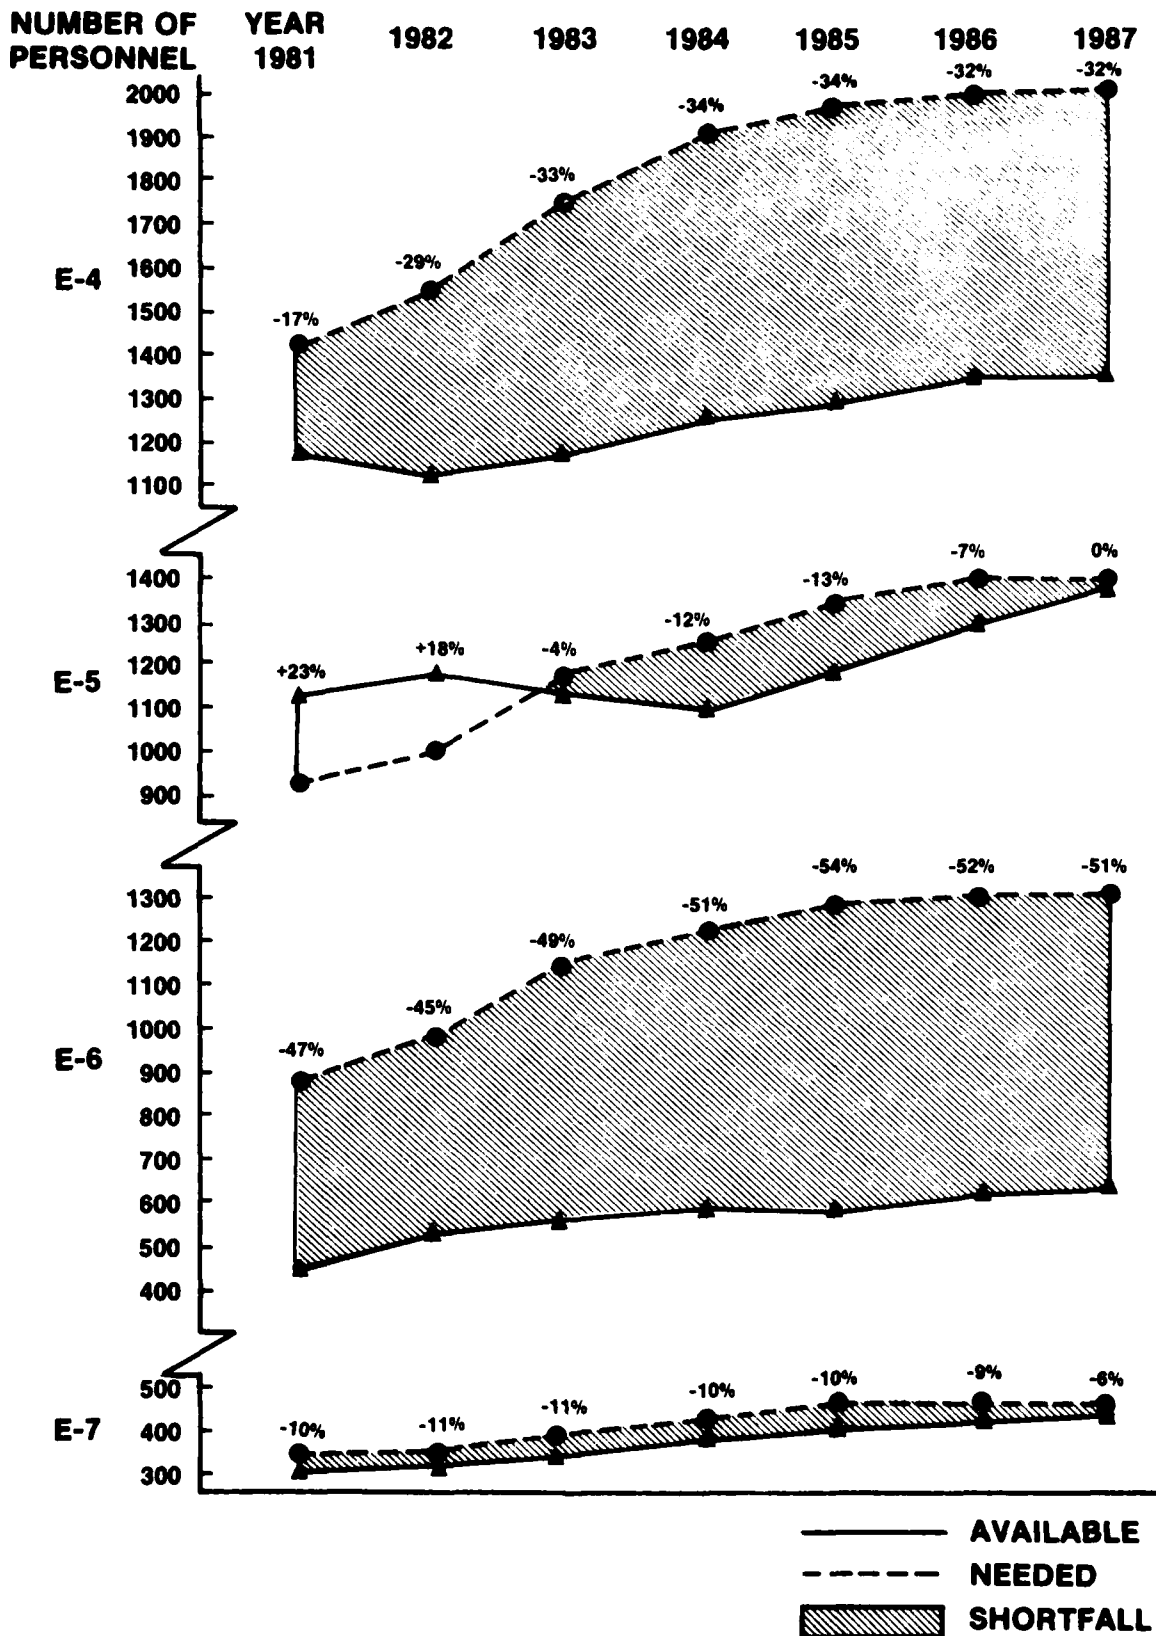 NUMBER OF PERSONNEL
YEAR 1981 1982 1983 1984 1985 1986 1987
E-4
2000
1900
1800
1700
1600
1500
1400
1300
1200
1100
-17% -29% -33% -34% -34% -32% -32%
E-5
1400
1300
1200
1100
1000
900
+23% +18% -4% -12% -13% -7% 0%
E-6
1300
1200
1100
1000
900
800
700
600
500
400
-47% -45% -49% -51% -54% -52% -51%
E-7
500
400
300
-10% -11% -11% -10% -10% -9% -6%
AVAILABLE
NEEDED
SHORTFALL